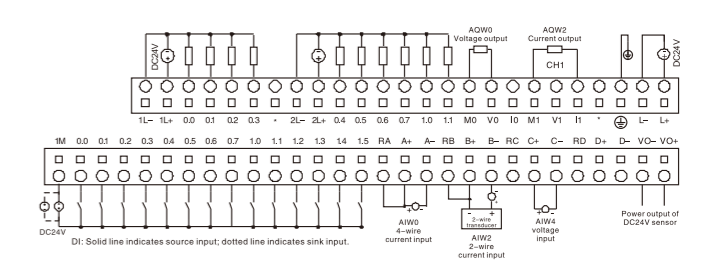 AQW0
Voltage output
AQW2
Current output
DC24V
CH1
DC24V
1L− 1L+ 0.0 0.1 0.2 0.3 • 2L− 2L+ 0.4 0.5 0.6 0.7 1.0 1.1 M0 V0 I0 M1 V1 I1 * L− L+
1M 0.0 0.1 0.2 0.3 0.4 0.5 0.6 0.7 1.0 1.1 1.2 1.3 1.4 1.5 RA A+ A− RB B+ B− RC C+ C− RD D+ D− VO− VO+
DC24V
DI: Solid line indicates source input; dotted line indicates sink input.
AIW0
4-wire
current input
2−wire
transducer
AIW2
2-wire
current input
AIW4
voltage
input
Power output of
DC24V sensor